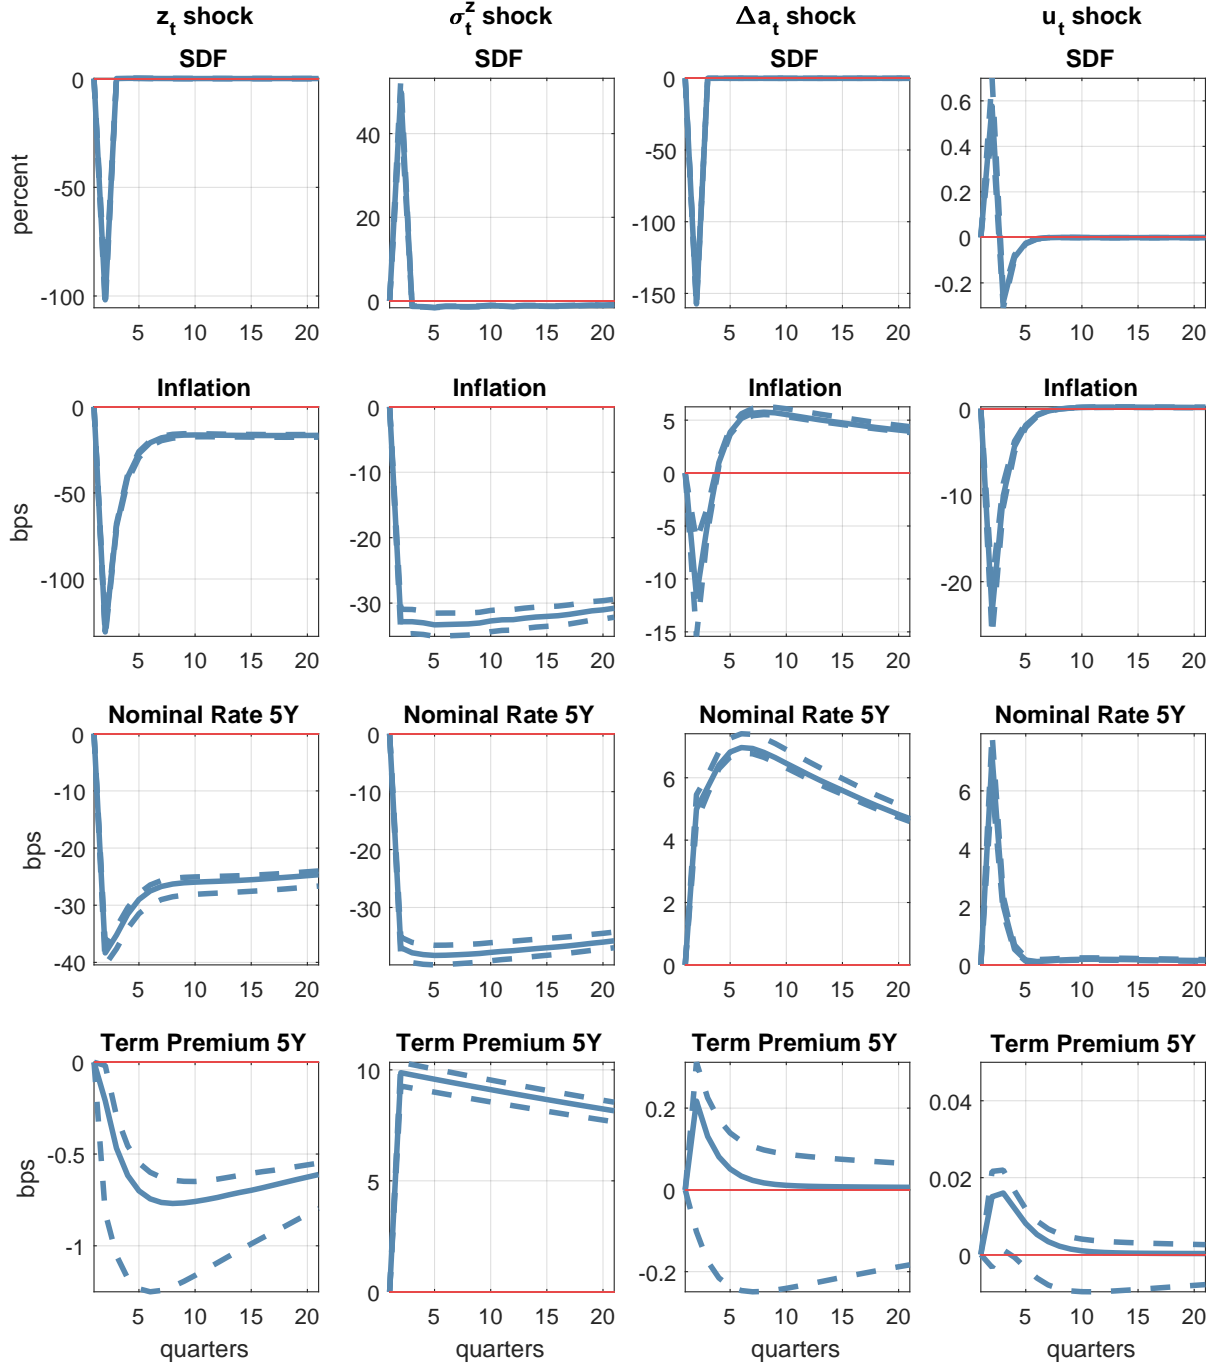 z_t shock σ_t^z shock Δa_t shock u_t shock
SDF SDF SDF SDF
percent
0
-50
-100
5 10 15 20
40
20
0
5 10 15 20
0
-50
-100
-150
5 10 15 20
0.6
0.4
0.2
0
-0.2
5 10 15 20
Inflation Inflation Inflation Inflation
bps
0
-50
-100
5 10 15 20
0
-10
-20
-30
5 10 15 20
5
0
-5
-10
-15
5 10 15 20
0
-10
-20
5 10 15 20
Nominal Rate 5Y Nominal Rate 5Y Nominal Rate 5Y Nominal Rate 5Y
bps
0
-10
-20
-30
-40
5 10 15 20
0
-10
-20
-30
5 10 15 20
6
4
2
0
5 10 15 20
6
4
2
0
5 10 15 20
Term Premium 5Y Term Premium 5Y Term Premium 5Y Term Premium 5Y
bps
0
-0.5
-1
5 10 15 20
10
5
0
5 10 15 20
0.2
0
-0.2
5 10 15 20
0.04
0.02
0
5 10 15 20
quarters quarters quarters quarters